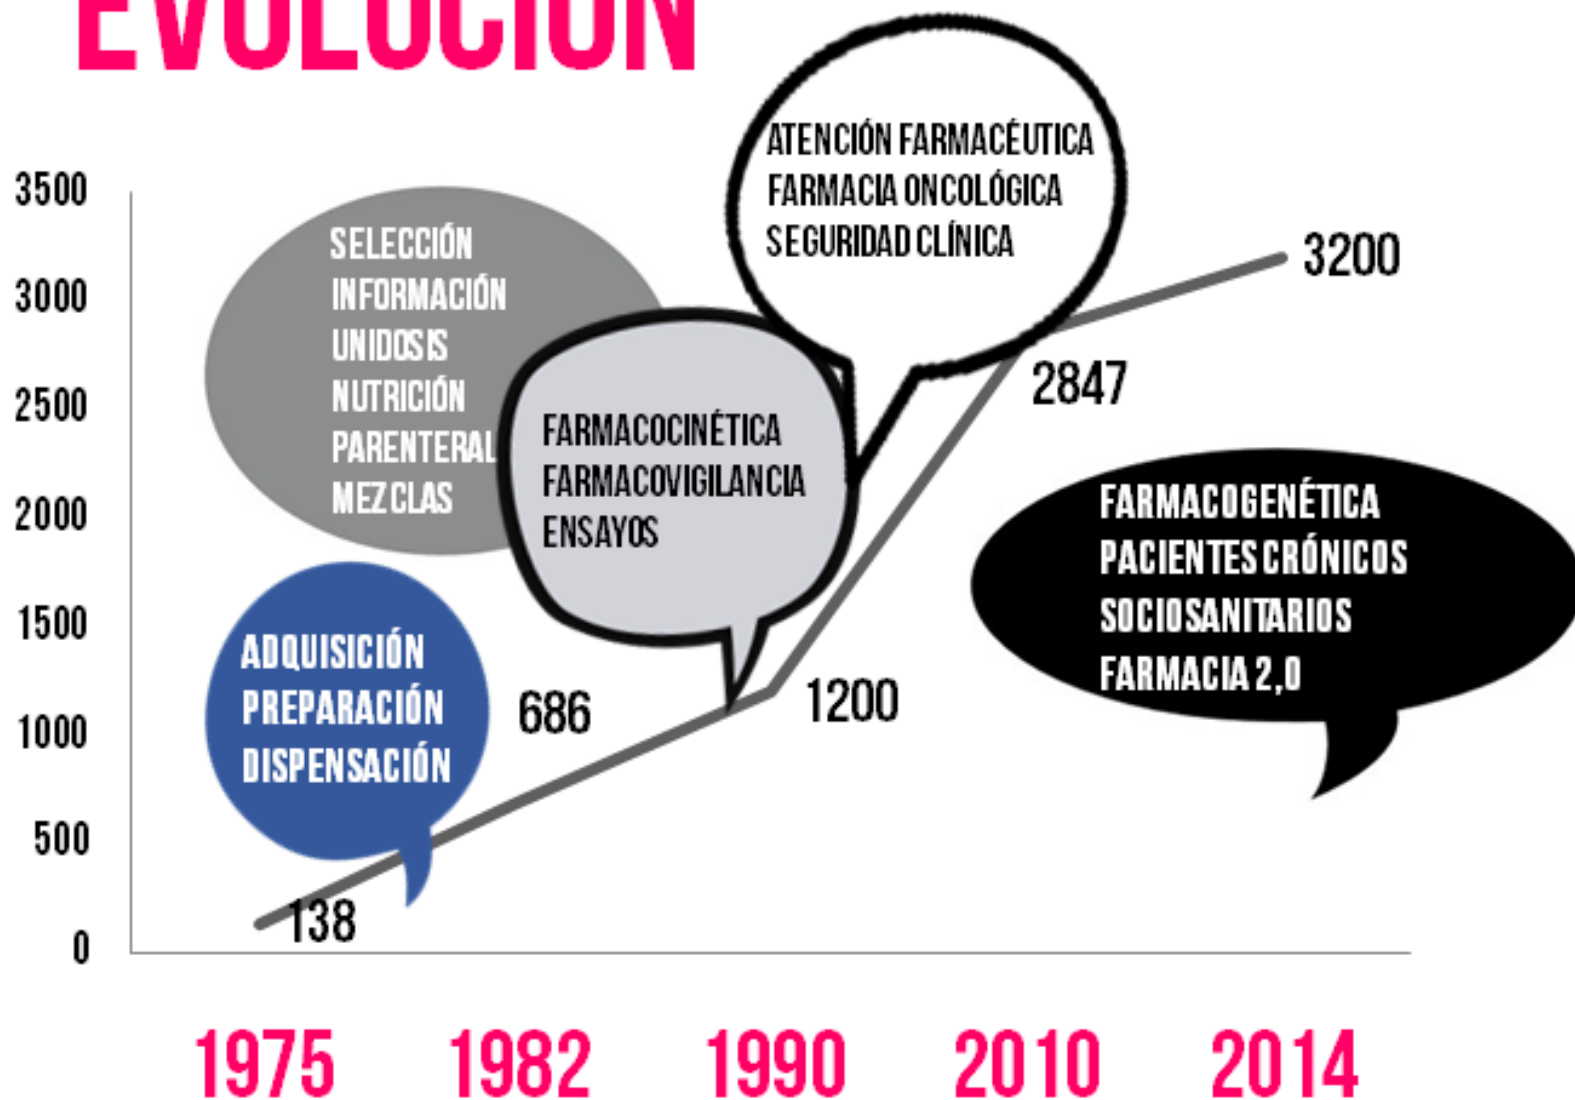 EVOLUCIÓN
ATENCIÓN FARMACÉUTICA
FARMACIA ONCOLÓGICA
SEGURIDAD CLÍNICA
SELECCIÓN
INFORMACIÓN
UNIDOSIS
NUTRICIÓN
PARENTERAL
MEZCLAS
FARMACOCINÉTICA
FARMACOVIGILANCIA
ENSAYOS
ADQUISICIÓN
PREPARACIÓN
DISPENSACIÓN
FARMACOGENÉTICA
PACIENTES CRÓNICOS
SOCIOSANITARIOS
FARMACIA 2,0
3500
3000
2500
2000
1500
1000
500
0
138
686
1200
2847
3200
1975 1982 1990 2010 2014